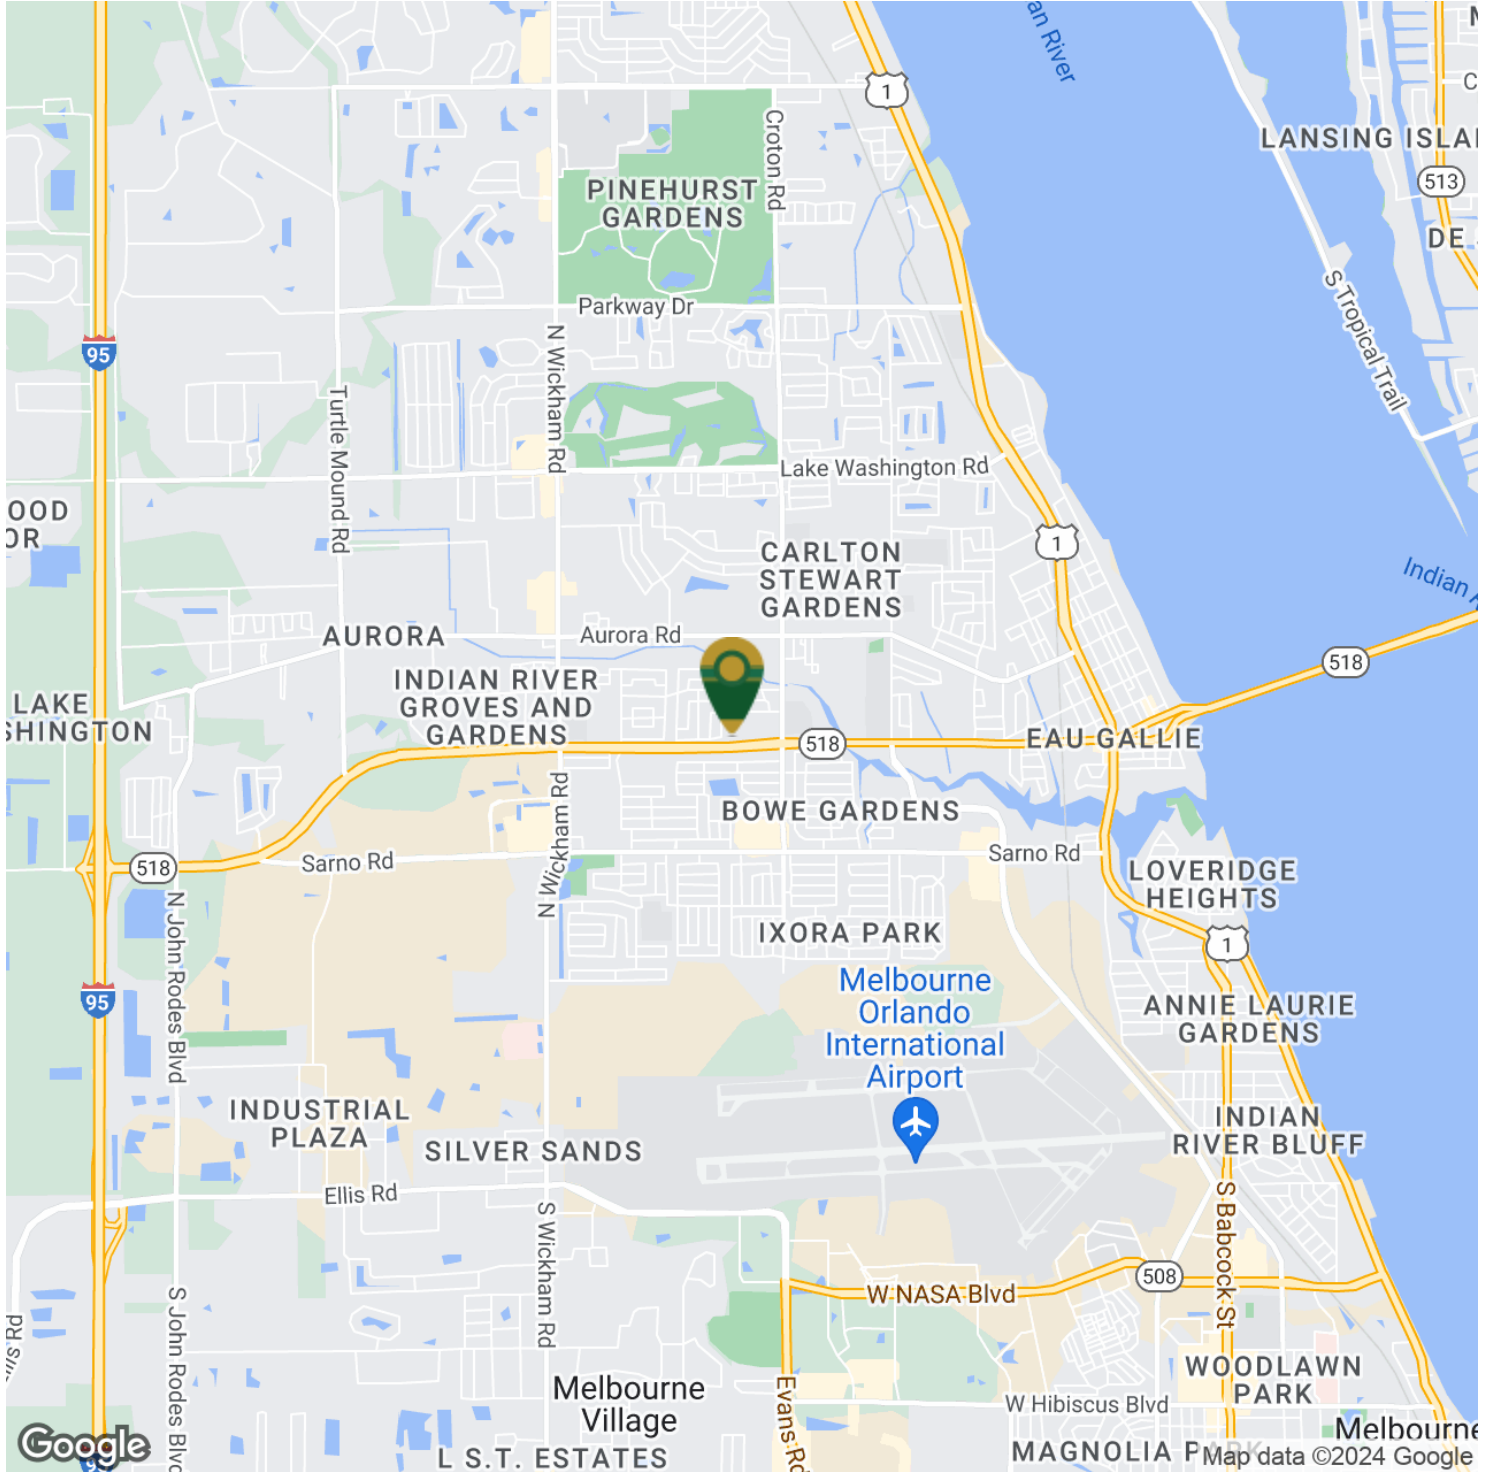 an River
1
LANSING ISLA
513
DE
Croton Rd
PINEHURST
GARDENS
S Tropical Trail
Parkway Dr
95
N Wickham Rd
Turtle Mound Rd
Lake Washington Rd
OOD
OR
1
CARLTON
STEWART
GARDENS
Indian
AURORA
Aurora Rd
518
INDIAN RIVER
GROVES AND
GARDENS
LAKE
SHINGTON
518
EAU GALLIE
N Wickham Rd
BOWE GARDENS
518
Sarno Rd
Sarno Rd
LOVERIDGE
HEIGHTS
N John Rodes Blvd
IXORA PARK
1
95
Melbourne
Orlando
International
Airport
ANNIE LAURIE
GARDENS
INDUSTRIAL
PLAZA
SILVER SANDS
INDIAN
RIVER BLUFF
Ellis Rd
S Wickham Rd
S Babcock St
508
W NASA Blvd
S John Rodes Blvd
llis Rd
WOODLAWN
PARK
Melbourne
Village
Evans Rd
W Hibiscus Blvd
Melbourne
Google
L S.T. ESTATES
MAGNOLIA PARK
Map data ©2024 Google